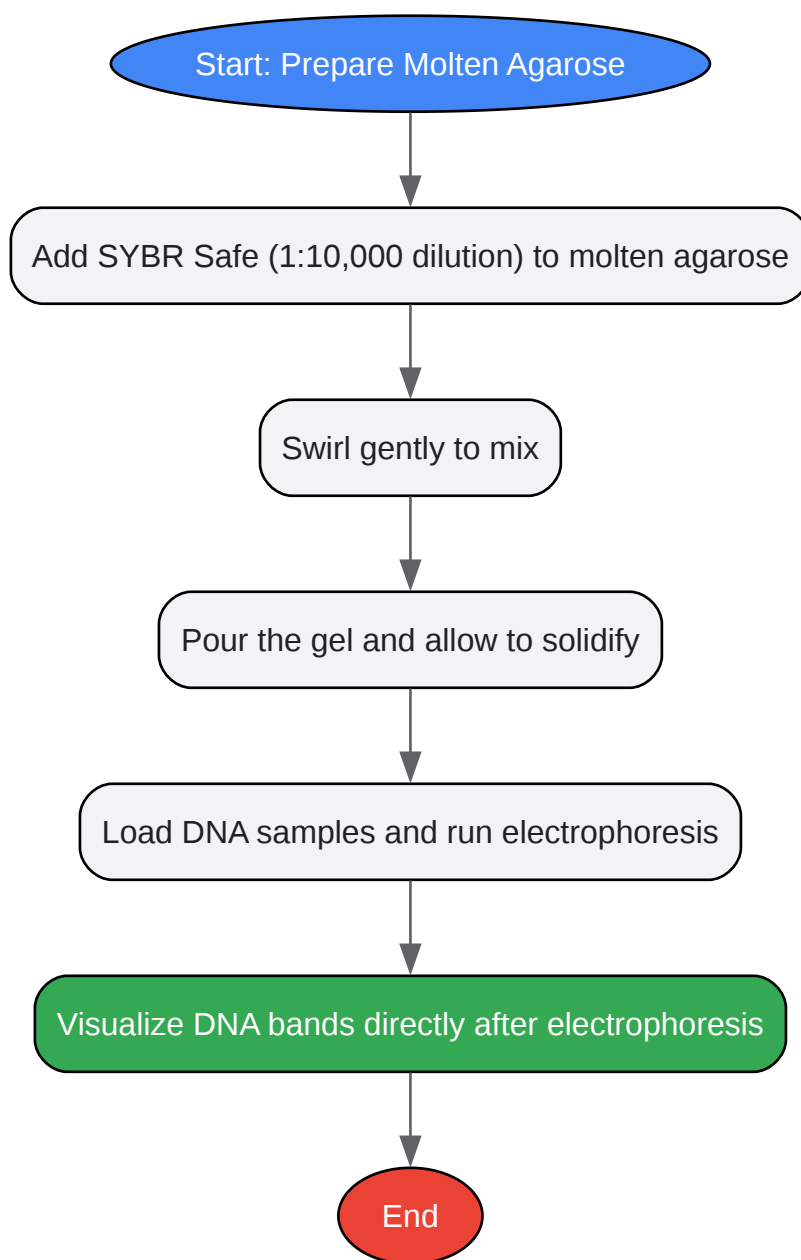 Start: Prepare Molten Agarose
Add SYBR Safe (1:10,000 dilution) to molten agarose
Swirl gently to mix
Pour the gel and allow to solidify
Load DNA samples and run electrophoresis
Visualize DNA bands directly after electrophoresis
End